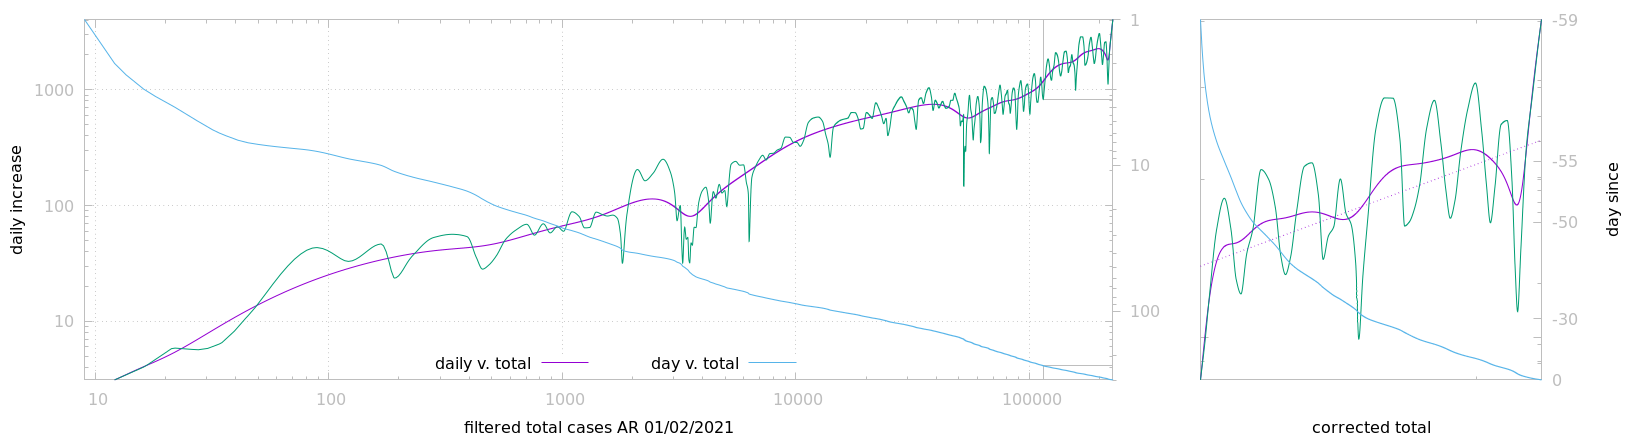 daily increase
1000
100
10
10
100
1000
10000
100000
1
10
100
daily v. total
day v. total
filtered total cases AR 01/02/2021
-59
-55
-50
-30
0
day since
corrected total